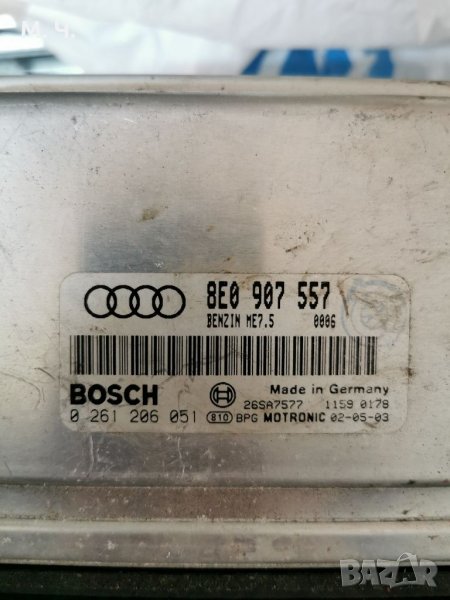 М. Ч.
8E0 907 557
BENZIN ME7.5 0006
BOSCH
Made in Germany
26SA7577 1159 0178
0 261 206 051 810 BPG MOTRONIC 02-05-03
BAZAR